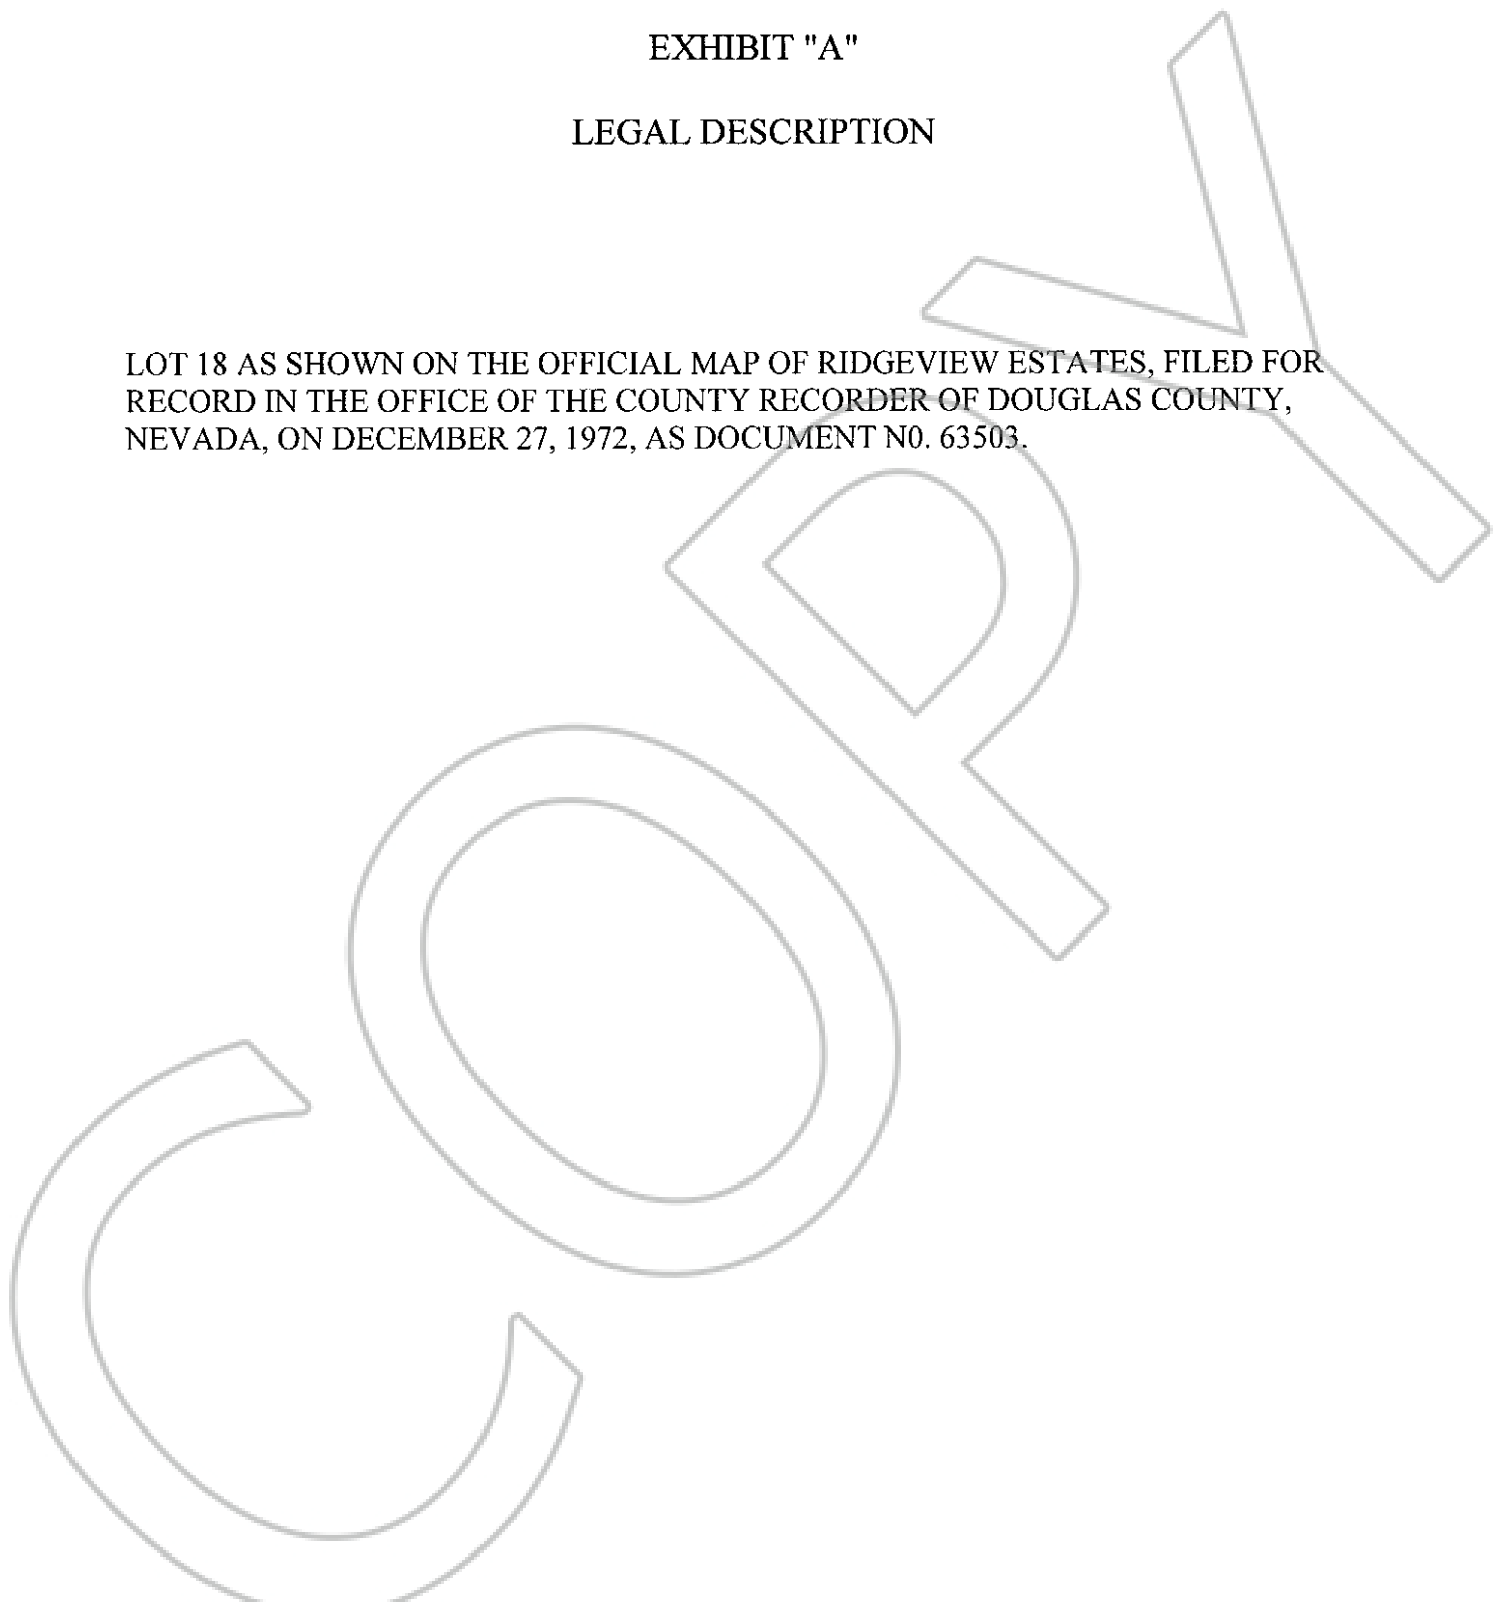 EXHIBIT "A"
LEGAL DESCRIPTION
LOT 18 AS SHOWN ON THE OFFICIAL MAP OF RIDGEVIEW ESTATES, FILED FOR
RECORD IN THE OFFICE OF THE COUNTY RECORDER OF DOUGLAS COUNTY,
NEVADA, ON DECEMBER 27, 1972, AS DOCUMENT N0. 63503.
COPY